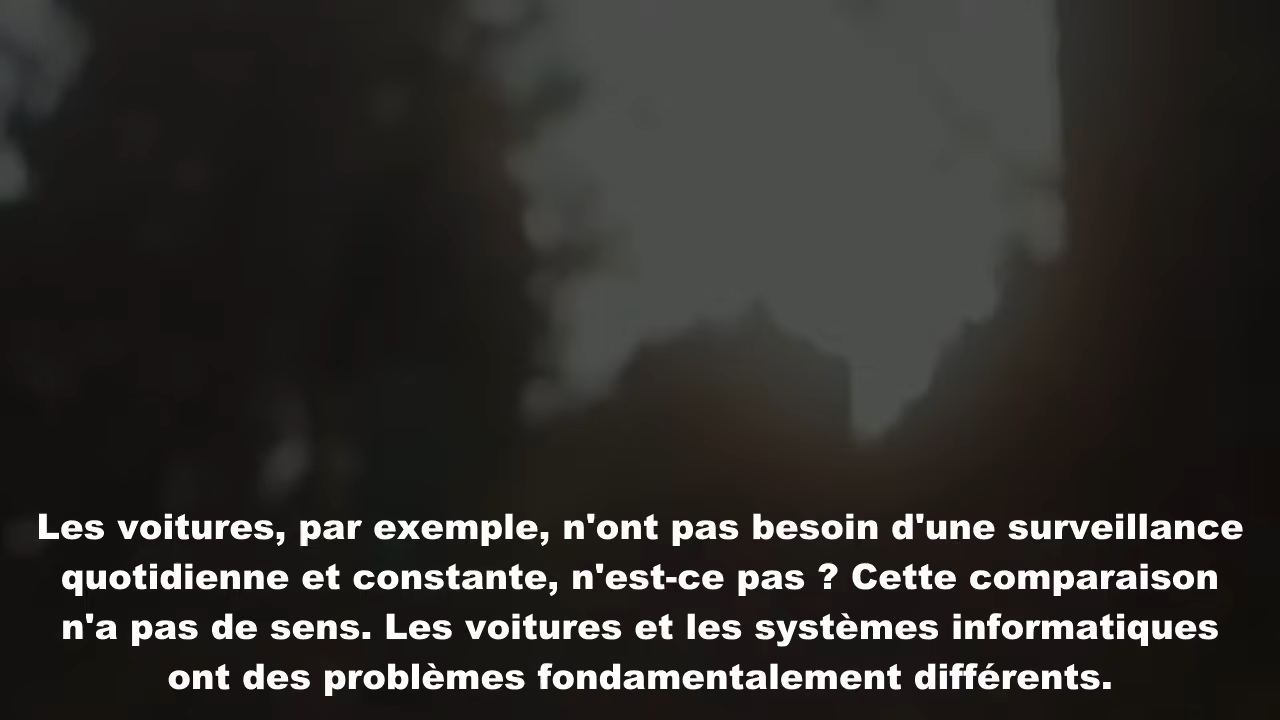 Les voitures, par exemple, n'ont pas besoin d'une surveillance
quotidienne et constante, n'est-ce pas ? Cette comparaison
n'a pas de sens. Les voitures et les systèmes informatiques
ont des problèmes fondamentalement différents.